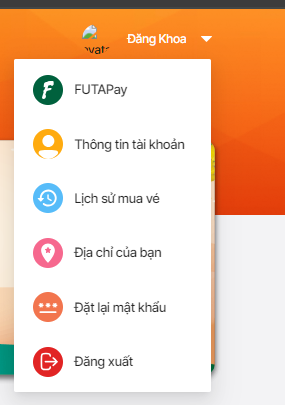 Đăng Khoa
FUTAPay
Thông tin tài khoản
Lịch sử mua vé
Địa chỉ của bạn
Đặt lại mật khẩu
Đăng xuất